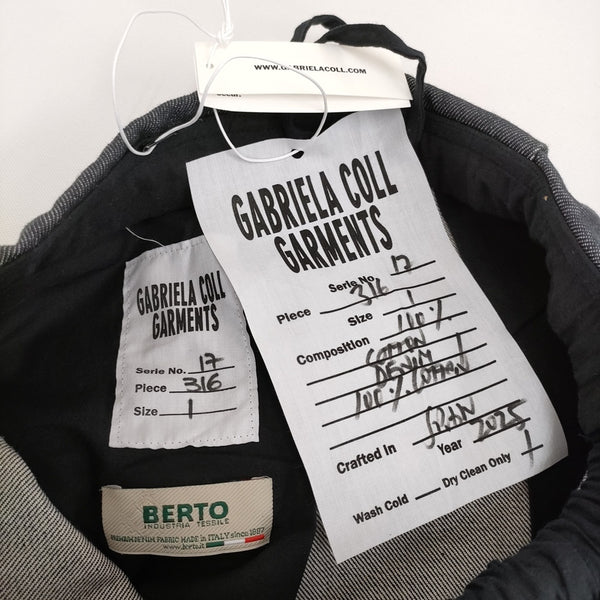 WWW.GABRIELACOLL.COM
GABRIELA COLL
GARMENTS
Serie No. 17
Piece 316
Size 1
Composition 100%
COTTON
DENIM /
100% COTTON
Crafted In SPAIN
Year 2025
Wash Cold Dry Clean Only /
GABRIELA COLL
GARMENTS
Serie No. 17
Piece 316
Size 1
BERTO
INDUSTRIA TESSILE
PREMIUM DENIM FABRIC MADE in ITALY since 1887
www.berto.it